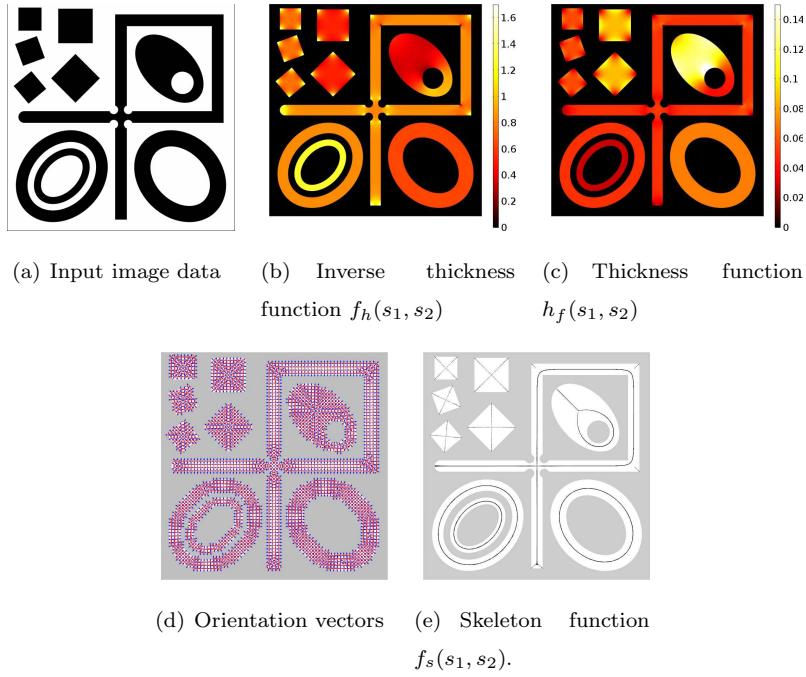 1.6
1.4
1.2
1
0.8
0.6
0.4
0.2
0
0.14
0.12
0.1
0.08
0.06
0.04
0.02
0
(a) Input image data
(b) Inverse thickness
function f_h(s_1, s_2)
(c) Thickness function
h_f(s_1, s_2)
(d) Orientation vectors
(e) Skeleton function
f_s(s_1, s_2).